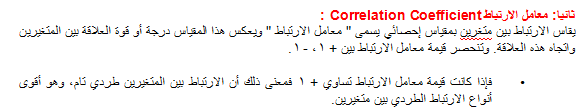 ثانيا: معامل الارتباط Correlation Coefficient :
يقاس الارتباط بين متغرين بمقياس إحصائي يسمى " معامل الارتباط " ويعكس هذا المقياس درجة أو قوة العلاقة بين المتغيرين
واتجاه هذه العلاقة. وتنحصر قيمة معامل الارتباط بين + ١، - ١.
• فإذا كانت قيمة معامل الارتباط تساوي + ١ فمعنى ذلك أن الارتباط بين المتغيرين طردي تام، وهو أقوى
أنواع الارتباط الطردي بين متغيرين.